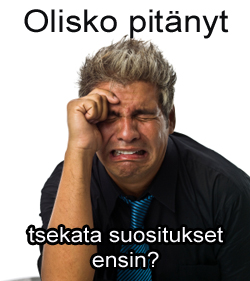 Olisko pitänyt
tsekata suositukset
ensin?